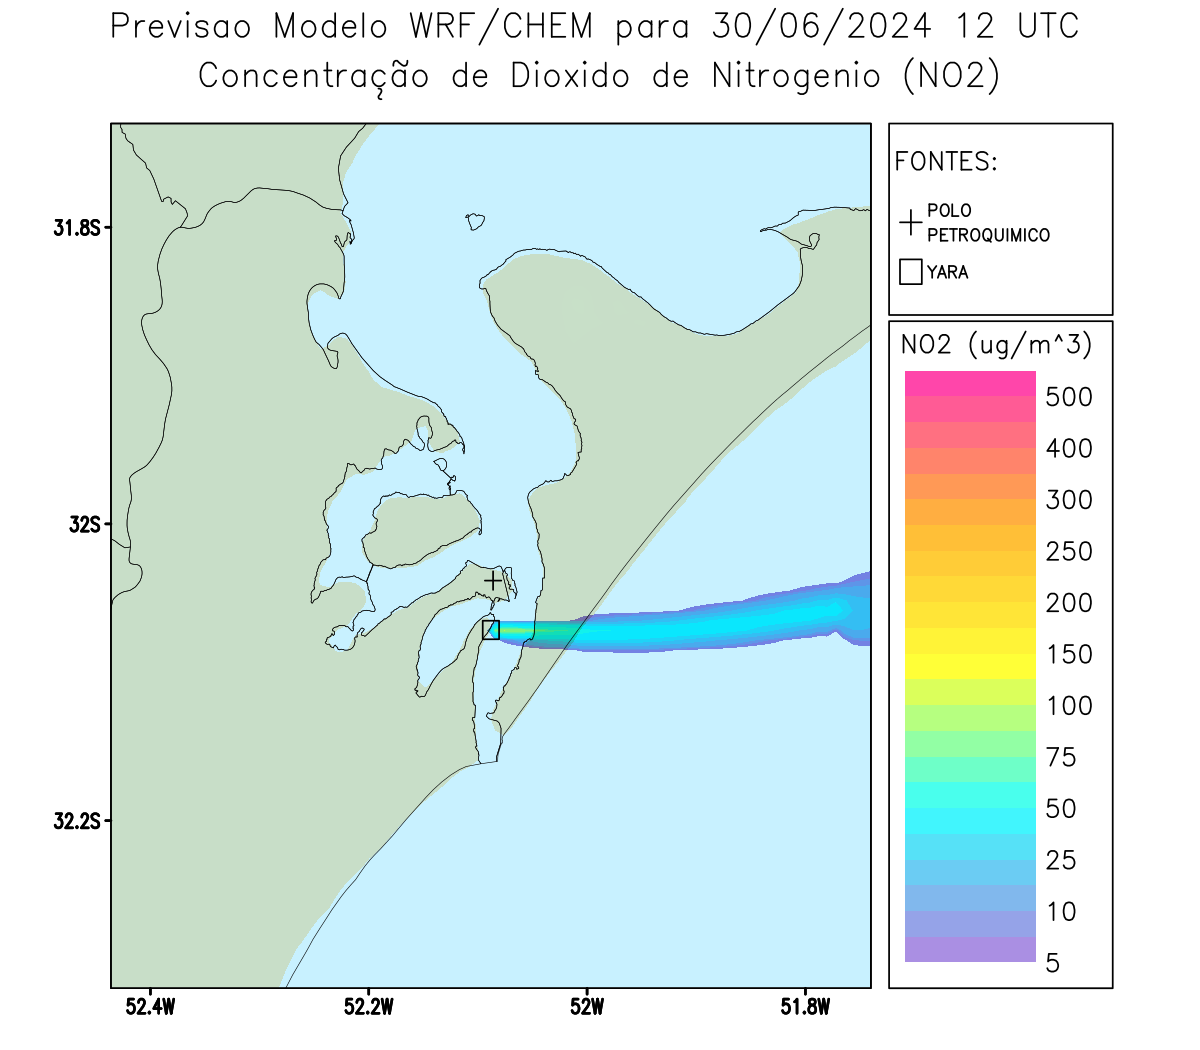 Previsao Modelo WRF/CHEM para 30/06/2024 12 UTC
Concentração de Dioxido de Nitrogenio (NO2)
FONTES:
POLO
PETROQUIMICO
YARA
NO2 (ug/m^3)
500
400
300
250
200
150
100
75
50
25
10
5
31.8S
32S
32.2S
52.4W
52.2W
52W
51.8W